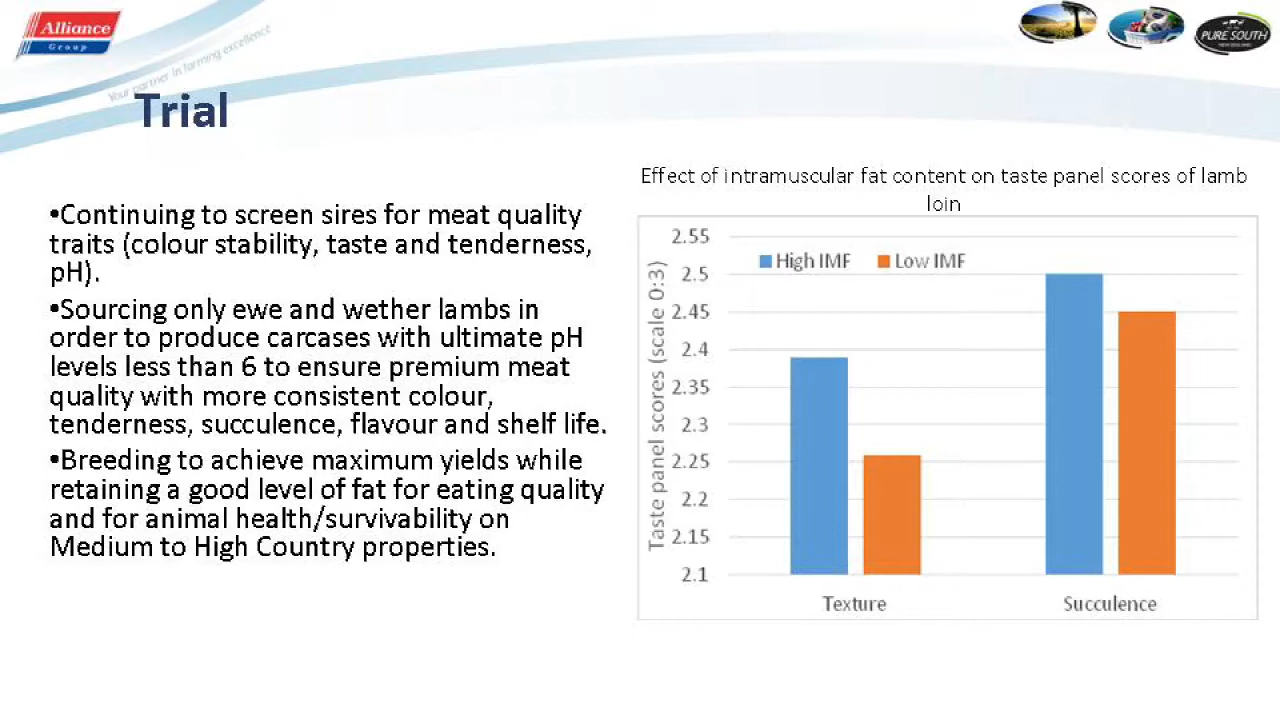 Alliance
Group
Your partner in farming excellence
PURE SOUTH
NEW ZEALAND
Trial
•Continuing to screen sires for meat quality
traits (colour stability, taste and tenderness,
pH).
•Sourcing only ewe and wether lambs in
order to produce carcases with ultimate pH
levels less than 6 to ensure premium meat
quality with more consistent colour,
tenderness, succulence, flavour and shelf life.
•Breeding to achieve maximum yields while
retaining a good level of fat for eating quality
and for animal health/survivability on
Medium to High Country properties.
Effect of intramuscular fat content on taste panel scores of lamb
loin
Taste panel scores (scale 0:3)
High IMF Low IMF
2.55
2.5
2.45
2.4
2.35
2.3
2.25
2.2
2.15
2.1
Texture Succulence